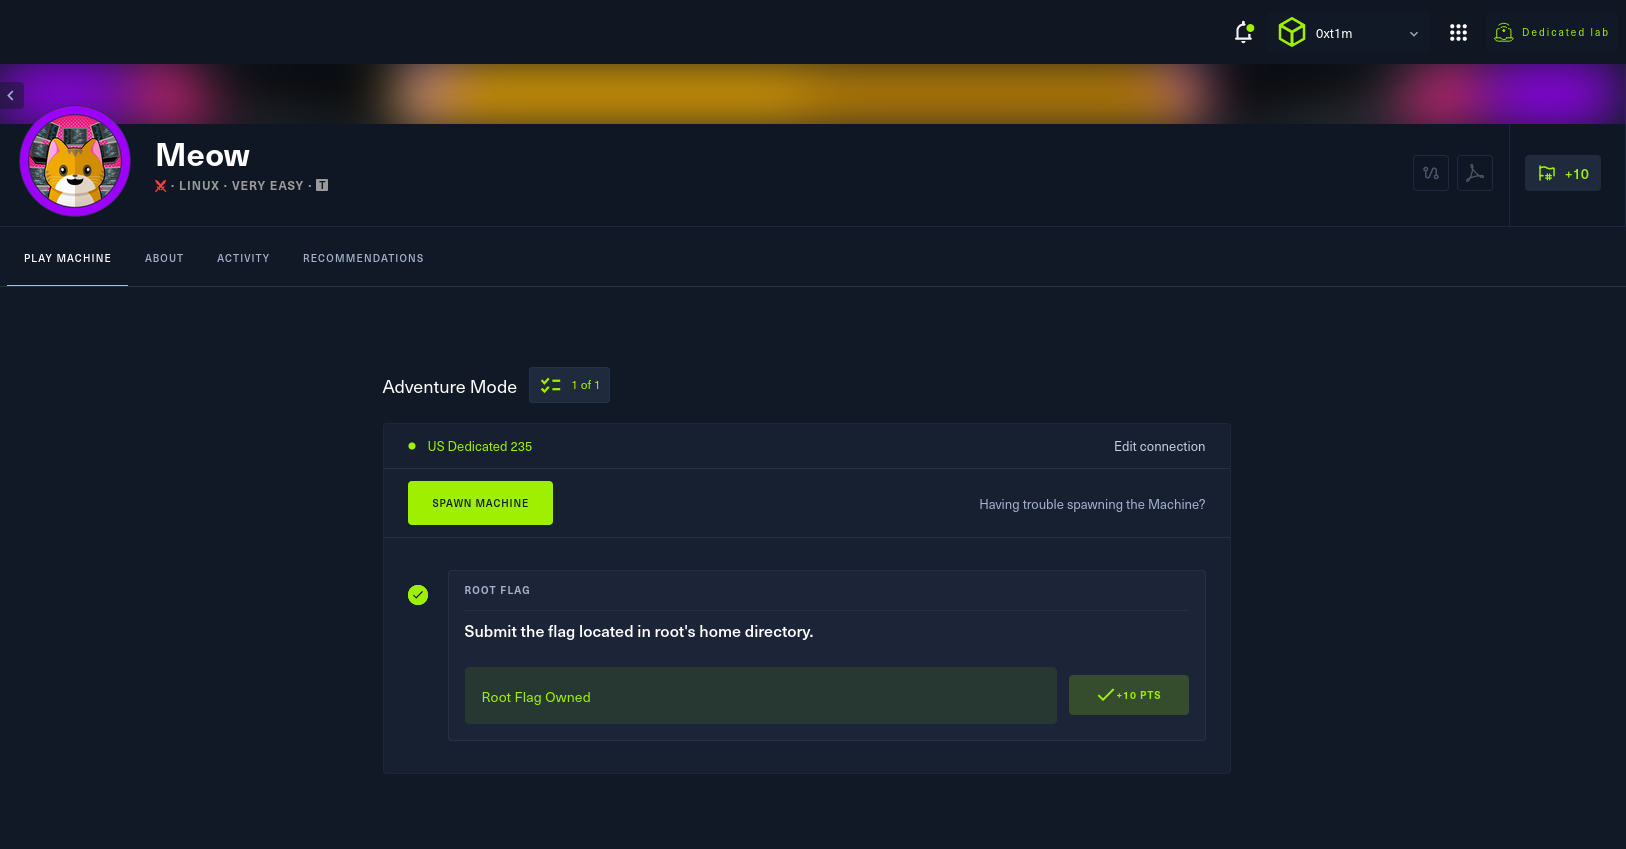 0xt1m
Dedicated lab
Meow
· LINUX · VERY EASY · T
+10
PLAY MACHINE ABOUT ACTIVITY RECOMMENDATIONS
Adventure Mode 1 of 1
US Dedicated 235 Edit connection
SPAWN MACHINE Having trouble spawning the Machine?
ROOT FLAG
Submit the flag located in root's home directory.
Root Flag Owned +10 PTS